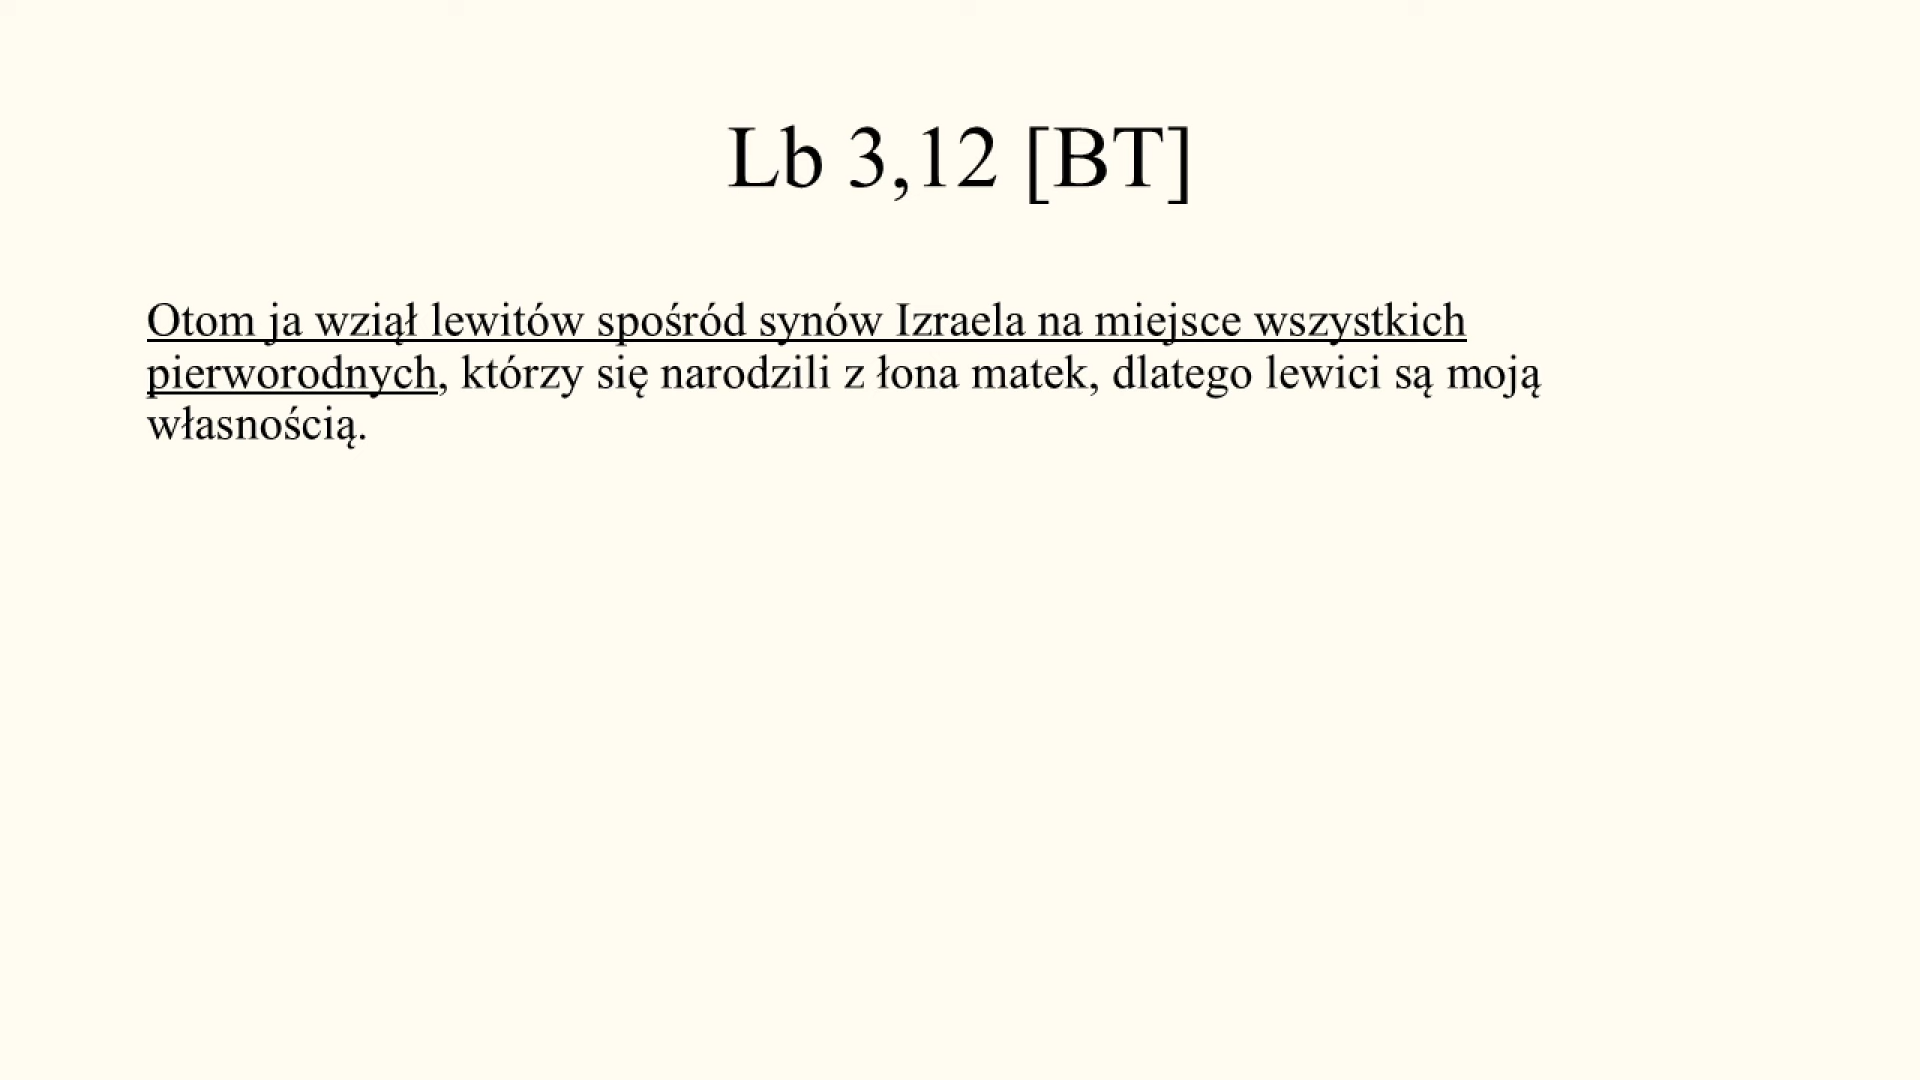 Lb 3,12 [BT]
Otom ja wziął lewitów spośród synów Izraela na miejsce wszystkich
pierworodnych, którzy się narodzili z łona matek, dlatego lewici są moją
własnością.